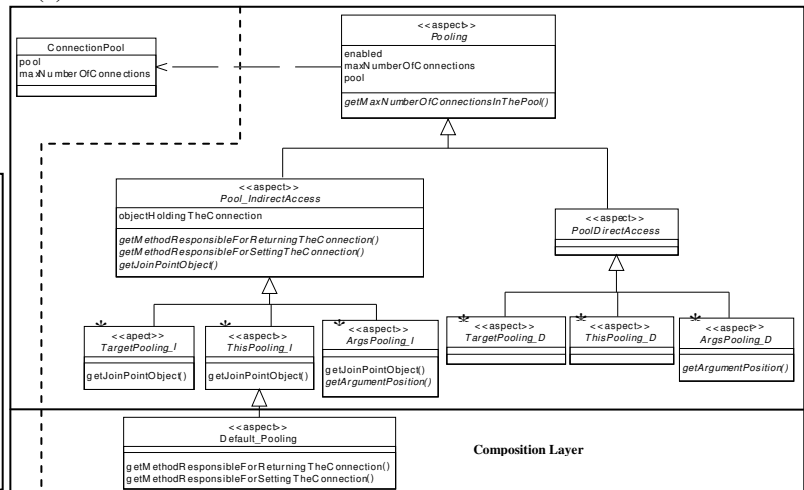 ConnectionPool
pool
maxNumberOfConnections
<<aspect>>
Pooling
enabled
maxNumberOfConnections
pool
getMaxNumberOfConnectionsInThePool()
<<aspect>>
Pool_IndirectAccess
objectHoldingTheConnection
getMethodResponsibleForReturningTheConnection()
getMethodResponsibleForSettingTheConnection()
getJoinPointObject()
<<aspect>>
PoolDirectAccess
<<aspect>>
TargetPooling_I
getJoinPointObject()
<<aspect>>
ThisPooling_I
getJoinPointObject()
<<aspect>>
ArgsPooling_I
getJoinPointObject()
getArgumentPosition()
<<aspect>>
TargetPooling_D
<<aspect>>
ThisPooling_D
<<aspect>>
ArgsPooling_D
getArgumentPosition()
<<aspect>>
Default_Pooling
getMethodResponsibleForReturningTheConnection()
getMethodResponsibleForSettingTheConnection()
Composition Layer